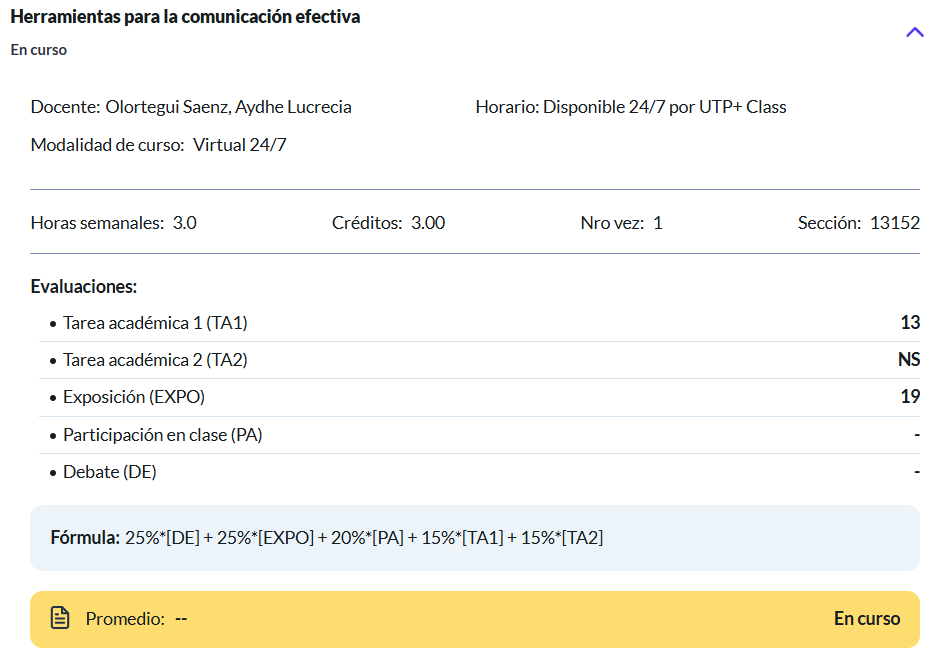 Herramientas para la comunicación efectiva
En curso
Docente: Olortegui Saenz, Aydhe Lucrecia Horario: Disponible 24/7 por UTP+ Class
Modalidad de curso: Virtual 24/7
Horas semanales: 3.0 Créditos: 3.00 Nro vez: 1 Sección: 13152
Evaluaciones:
• Tarea académica 1 (TA1) 13
• Tarea académica 2 (TA2) NS
• Exposición (EXPO) 19
• Participación en clase (PA) -
• Debate (DE) -
Fórmula: 25%*[DE] + 25%*[EXPO] + 20%*[PA] + 15%*[TA1] + 15%*[TA2]
Promedio: -- En curso